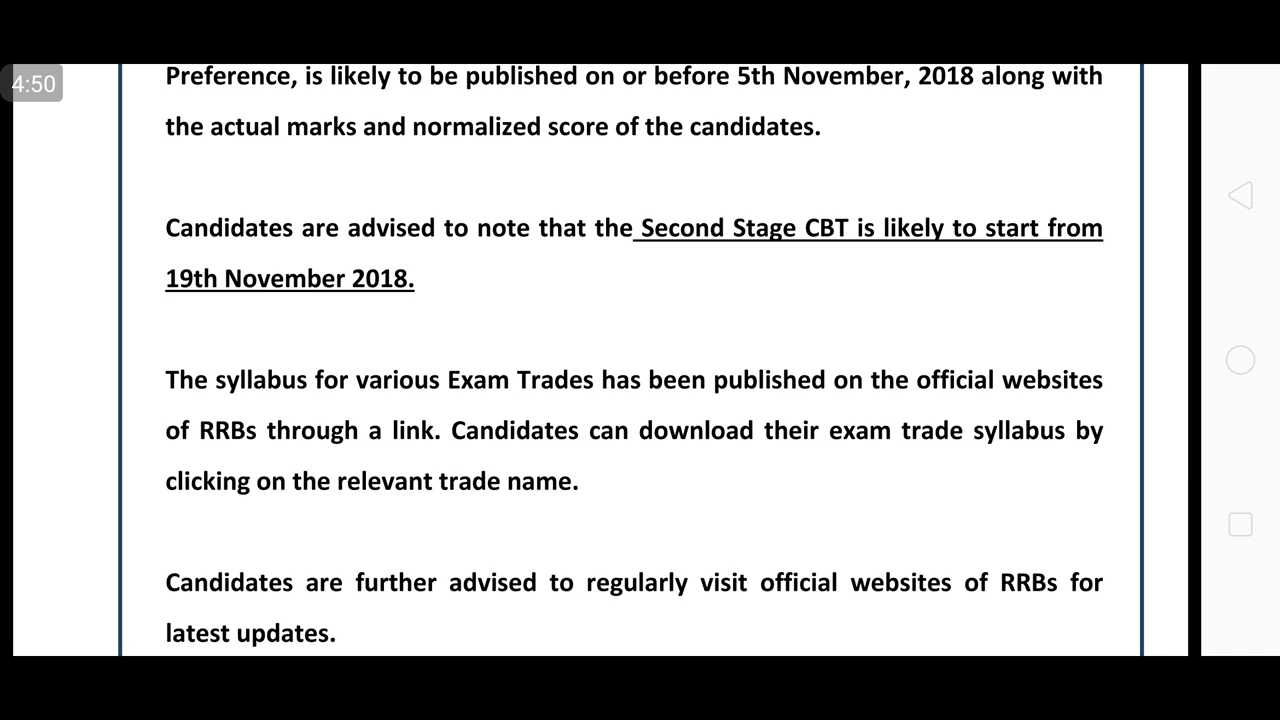 4:50
Preference, is likely to be published on or before 5th November, 2018 along with
the actual marks and normalized score of the candidates.
Candidates are advised to note that the Second Stage CBT is likely to start from
19th November 2018.
The syllabus for various Exam Trades has been published on the official websites
of RRBs through a link. Candidates can download their exam trade syllabus by
clicking on the relevant trade name.
Candidates are further advised to regularly visit official websites of RRBs for
latest updates.